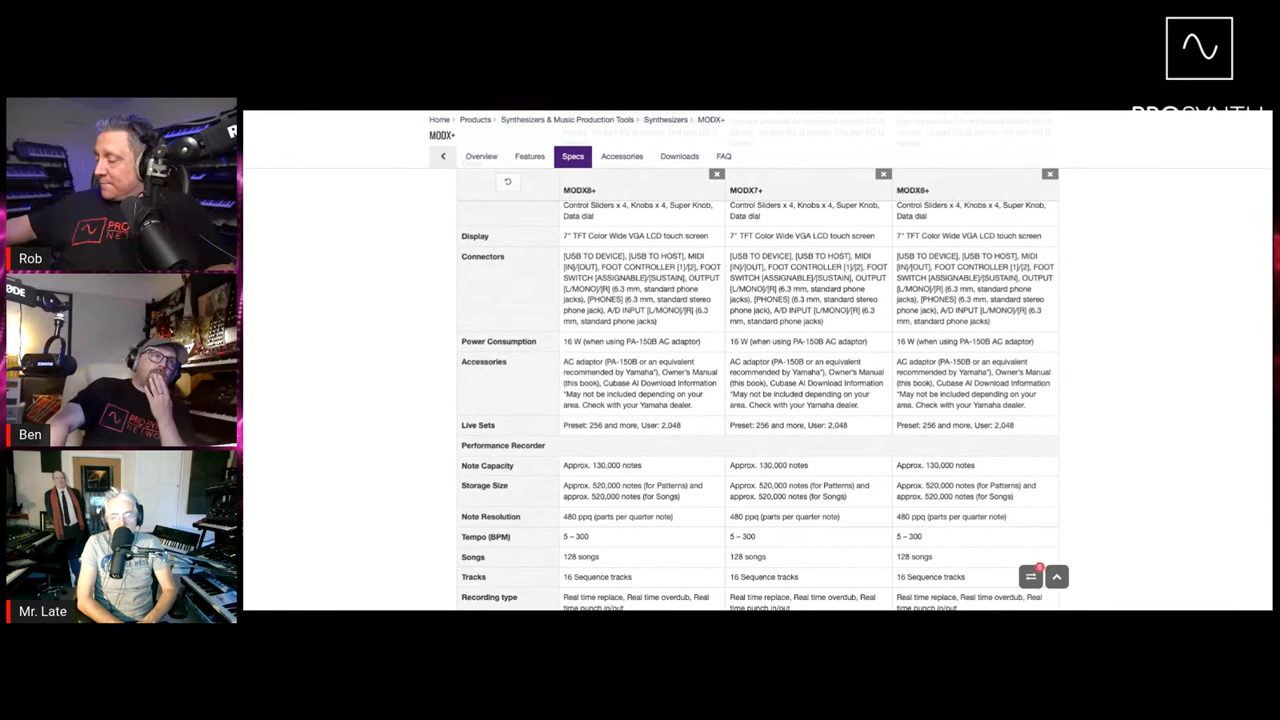 PROSYNTH
Home Products Synthesizers & Music Production Tools Synthesizers MODX+
MODX+
Overview Features Specs Accessories Downloads FAQ
MODX8+ MODX7+ MODX6+
Control Sliders x 4, Knobs x 4, Super Knob, Control Sliders x 4, Knobs x 4, Super Knob, Control Sliders x 4, Knobs x 4, Super Knob,
Data dial Data dial Data dial
Display 7" TFT Color Wide VGA LCD touch screen 7" TFT Color Wide VGA LCD touch screen 7" TFT Color Wide VGA LCD touch screen
Connectors [USB TO DEVICE], [USB TO HOST], MIDI [USB TO DEVICE], [USB TO HOST], MIDI [USB TO DEVICE], [USB TO HOST], MIDI
[IN]/[OUT], FOOT CONTROLLER [1]/[2], FOOT [IN]/[OUT], FOOT CONTROLLER [1]/[2], FOOT [IN]/[OUT], FOOT CONTROLLER [1]/[2], FOOT
SWITCH [ASSIGNABLE]/[SUSTAIN], OUTPUT SWITCH [ASSIGNABLE]/[SUSTAIN], OUTPUT SWITCH [ASSIGNABLE]/[SUSTAIN], OUTPUT
[L/MONO]/[R] (6.3 mm, standard phone [L/MONO]/[R] (6.3 mm, standard phone [L/MONO]/[R] (6.3 mm, standard phone
jacks), [PHONES] (6.3 mm, standard stereo jacks), [PHONES] (6.3 mm, standard stereo jacks), [PHONES] (6.3 mm, standard stereo
phone jack), A/D INPUT [L/MONO]/[R] (6.3 phone jack), A/D INPUT [L/MONO]/[R] (6.3 phone jack), A/D INPUT [L/MONO]/[R] (6.3
mm, standard phone jacks) mm, standard phone jacks) mm, standard phone jacks)
Power Consumption 16 W (when using PA-150B AC adaptor) 16 W (when using PA-150B AC adaptor) 16 W (when using PA-150B AC adaptor)
Accessories AC adaptor (PA-150B or an equivalent AC adaptor (PA-150B or an equivalent AC adaptor (PA-150B or an equivalent
recommended by Yamaha*), Owner's Manual recommended by Yamaha*), Owner's Manual recommended by Yamaha*), Owner's Manual
(this book), Cubase AI Download Information (this book), Cubase AI Download Information (this book), Cubase AI Download Information
*May not be included depending on your *May not be included depending on your *May not be included depending on your
area. Check with your Yamaha dealer. area. Check with your Yamaha dealer. area. Check with your Yamaha dealer.
Live Sets Preset: 256 and more, User: 2,048 Preset: 256 and more, User: 2,048 Preset: 256 and more, User: 2,048
Performance Recorder
Note Capacity Approx. 130,000 notes Approx. 130,000 notes Approx. 130,000 notes
Storage Size Approx. 520,000 notes (for Patterns) and Approx. 520,000 notes (for Patterns) and Approx. 520,000 notes (for Patterns) and
approx. 520,000 notes (for Songs) approx. 520,000 notes (for Songs) approx. 520,000 notes (for Songs)
Note Resolution 480 ppq (parts per quarter note) 480 ppq (parts per quarter note) 480 ppq (parts per quarter note)
Tempo (BPM) 5 – 300 5 – 300 5 – 300
Songs 128 songs 128 songs 128 songs
Tracks 16 Sequence tracks 16 Sequence tracks 16 Sequence tracks
Recording type Real time replace, Real time overdub, Real Real time replace, Real time overdub, Real Real time replace, Real time overdub, Real
time punch in/out time punch in/out time punch in/out
Rob
Ben
Mr. Late